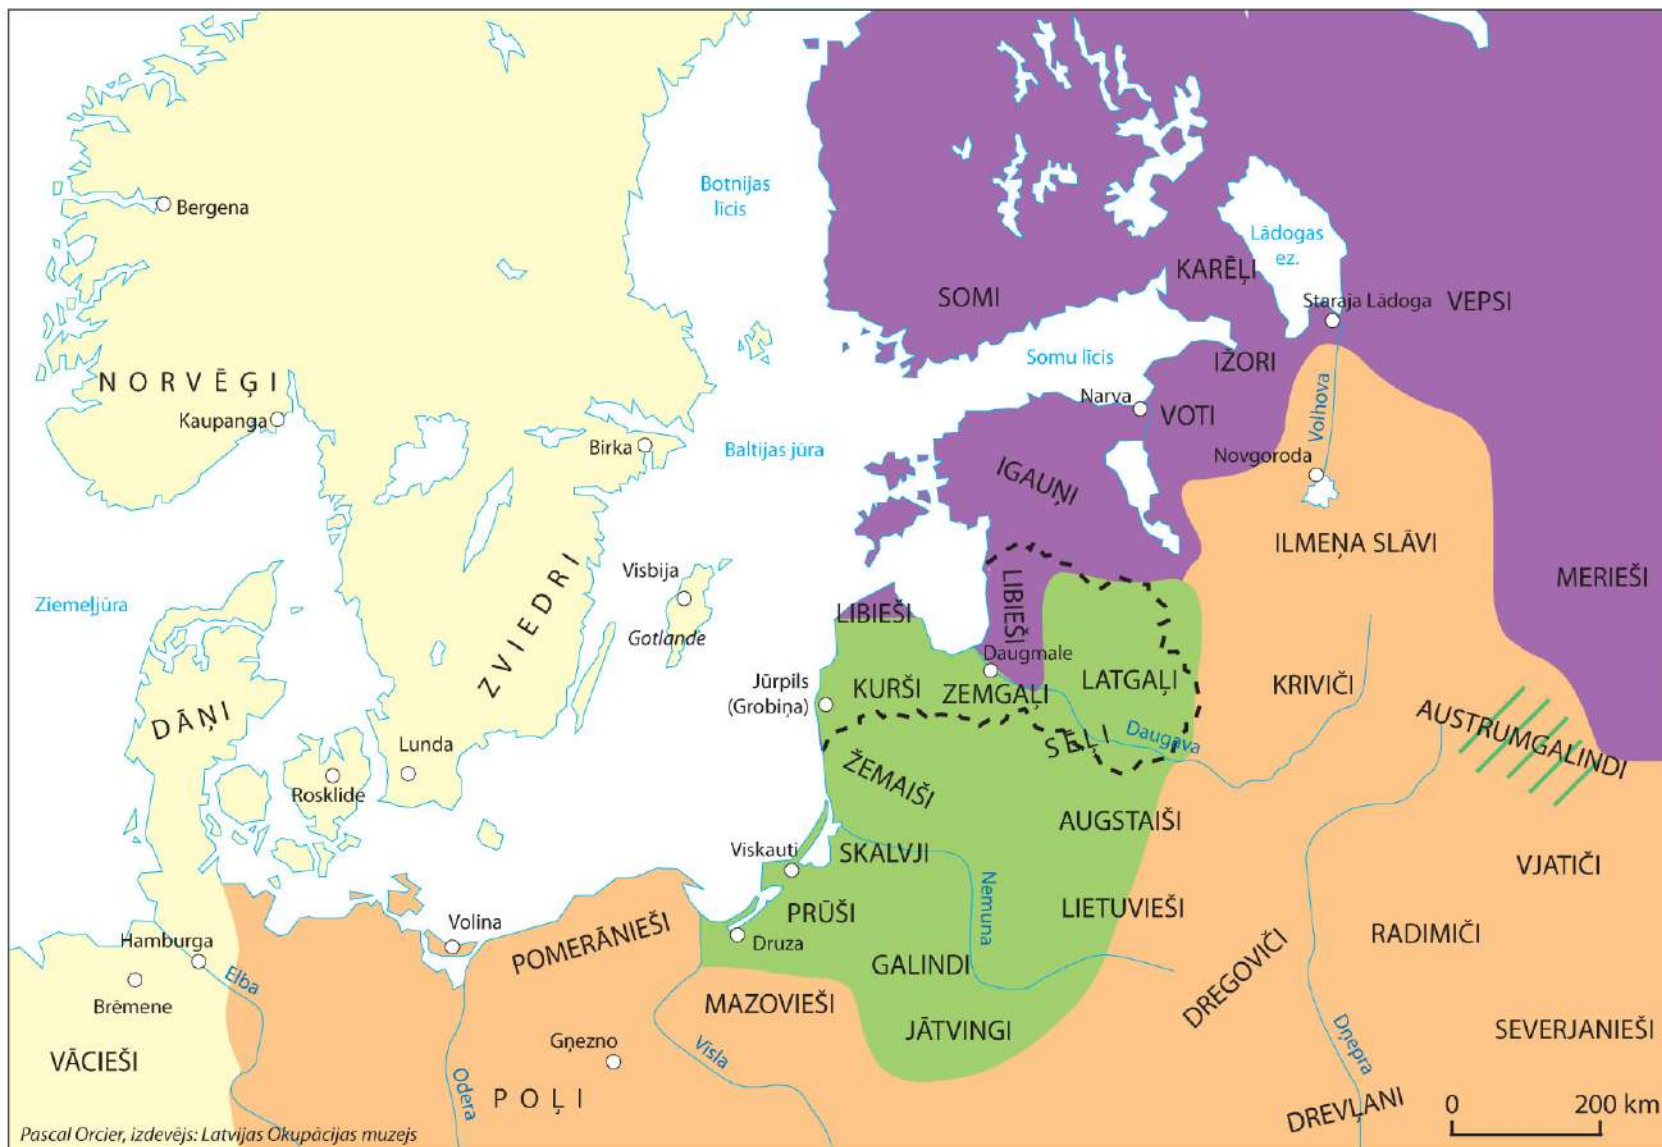 Botnijas
līcis
Bergena
Lādogas
ez.
KARĒĻI
SOMI
Staraja Lādoga
VEPSI
Somu līcis
IŽORI
NORVĒĢI
Kaupanga
Narva
VOTI
Volhova
Birka
Baltijas jūra
Novgoroda
IGAUŅI
ILMEŅA SLĀVI
Visbija
LIBIEŠI
MERIEŠI
Ziemeļjūra
LIBIEŠI
ZVIEDRI
Gotlande
Daugmale
Jūrpils
(Grobiņa)
KURŠI
ZEMGAĻI
LATGAĻI
KRIVIČI
DĀŅI
AUSTRUMGALINDI
Lunda
SĒĻI
Daugava
ŽEMAIŠI
Rosklide
AUGSTAIŠI
Viskauti
SKALVJI
VJATIČI
Nemuna
PRŪŠI
LIETUVIEŠI
Volina
POMERĀNIEŠI
Druza
RADIMIČI
Hamburga
Elba
GALINDI
DREGOVIČI
Brēmene
MAZOVIEŠI
JĀTVINGI
SEVERJANIEŠI
VĀCIEŠI
Gņezno
Visla
Dņepra
Odera
POĻI
DREVĻANI
0 200 km
Pascal Orcier, izdevējs: Latvijas Okupācijas muzejs